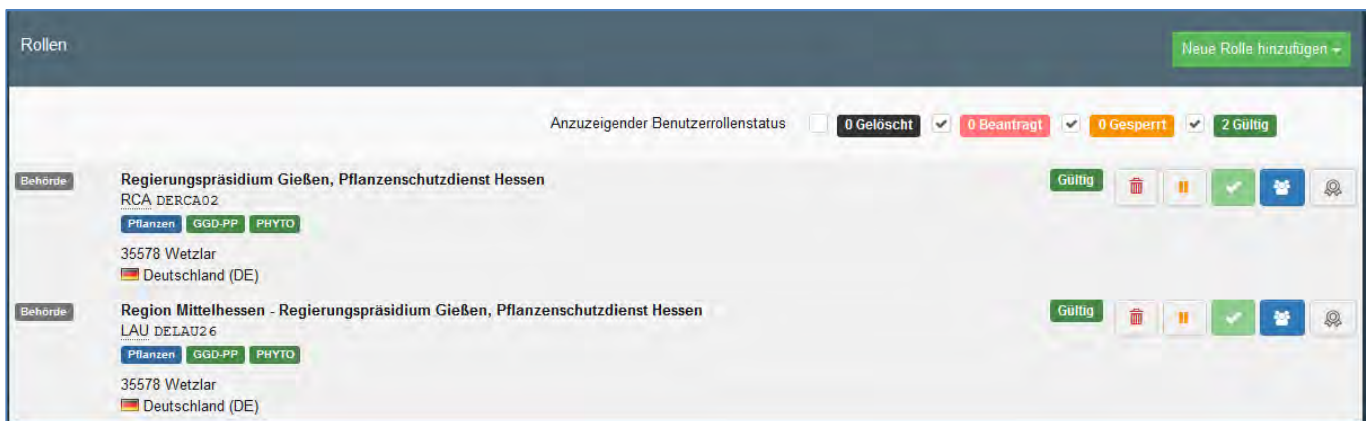 Rollen
Neue Rolle hinzufügen
Anzuzeigender Benutzerrollenstatus 0 Gelöscht 0 Beantragt 0 Gesperrt 2 Gültig
Behörde Regierungspräsidium Gießen, Pflanzenschutzdienst Hessen Gültig
RCA DERCA02
Pflanzen GGD-PP PHYTO
35578 Wetzlar
Deutschland (DE)
Behörde Region Mittelhessen - Regierungspräsidium Gießen, Pflanzenschutzdienst Hessen Gültig
LAU DELAU26
Pflanzen GGD-PP PHYTO
35578 Wetzlar
Deutschland (DE)